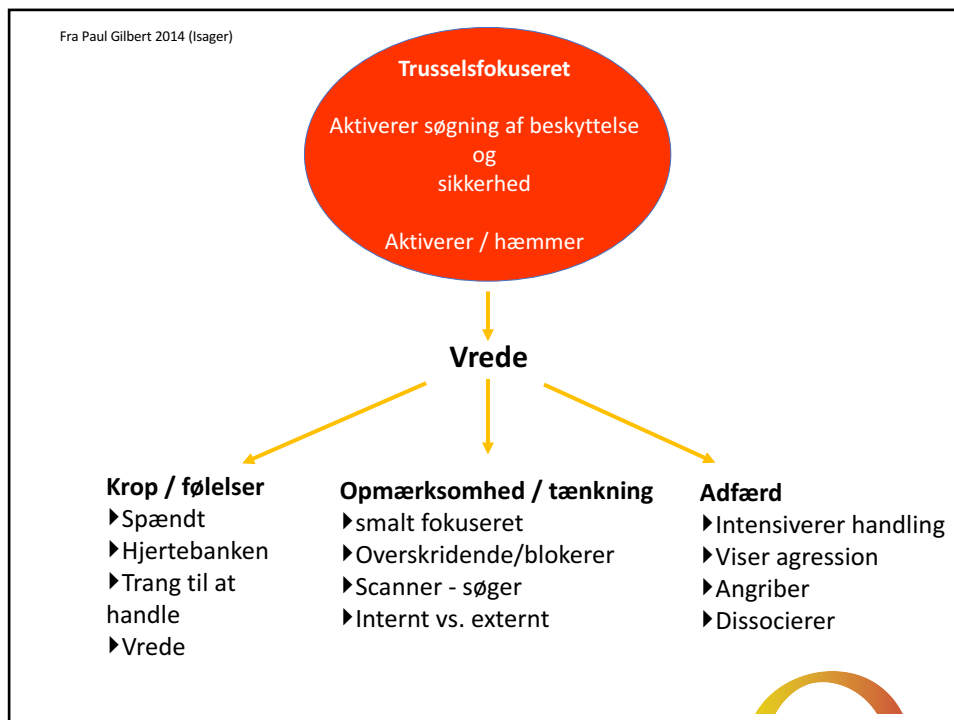 Fra Paul Gilbert 2014 (Isager)
Trusselsfokuseret
Aktiverer søgning af beskyttelse
og
sikkerhed
Aktiverer / hæmmer
Vrede
Krop / følelser
Spændt
Hjertebanken
Trang til at
handle
Vrede
Opmærksomhed / tænkning
smalt fokuseret
Overskridende/blokerer
Scanner - søger
Internt vs. externt
Adfærd
Intensiverer handling
Viser agression
Angriber
Dissocierer